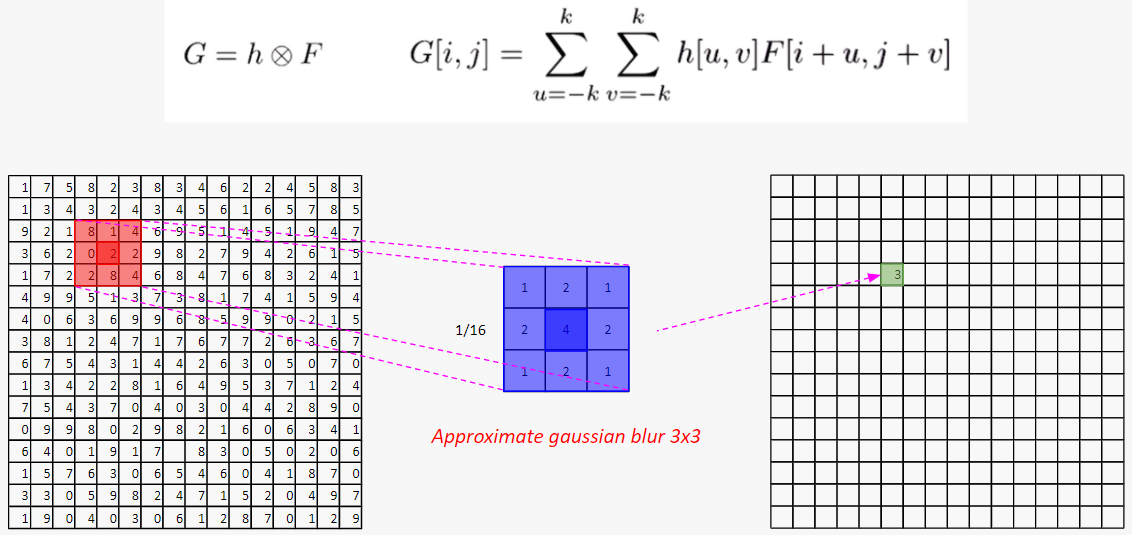 G = h ⊗ F
G[i, j] = ∑_{u=−k}^{k} ∑_{v=−k}^{k} h[u, v]F[i + u, j + v]
1 7 5 8 2 3 8 3 4 6 2 2 4 5 8 3
1 3 4 3 2 4 3 4 5 6 1 6 5 7 8 5
9 2 1 8 1 4 6 9 5 1 4 5 1 9 4 7
3 6 2 0 2 2 9 8 2 7 9 4 2 6 1 5
1 7 2 2 8 4 6 8 4 7 6 8 3 2 4 1
4 9 9 5 1 3 7 3 8 1 7 4 1 5 9 4
4 0 6 3 6 9 9 6 8 5 9 9 0 2 1 5
3 8 1 2 4 7 1 7 6 7 7 2 6 3 6 7
6 7 5 4 3 1 4 4 2 6 3 0 5 0 7 0
1 3 4 2 2 8 1 6 4 9 5 3 7 1 2 4
7 5 4 3 7 0 4 0 3 0 4 4 2 8 9 0
0 9 9 8 0 2 9 8 2 1 6 0 6 3 4 1
6 4 0 1 9 1 7 8 3 0 5 0 2 0 6
1 5 7 6 3 0 6 5 4 6 0 4 1 8 7 0
3 3 0 5 9 8 2 4 7 1 5 2 0 4 9 7
1 9 0 4 0 3 0 6 1 2 8 7 0 1 2 9
1/16
1 2 1
2 4 2
1 2 1
Approximate gaussian blur 3x3
3